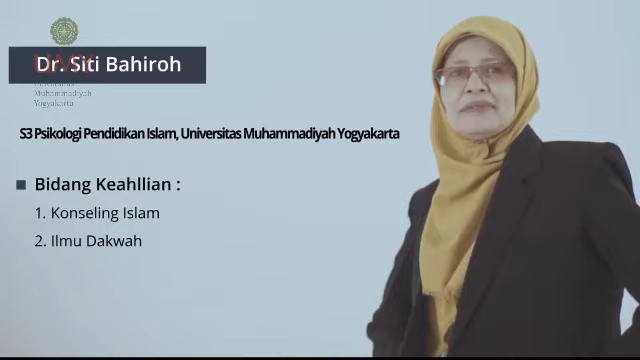 Dr. Siti Bahiroh
Muhammadiyah
Yogyakarta
S3 Psikologi Pendidikan Islam, Universitas Muhammadiyah Yogyakarta
Bidang Keahllian :
1. Konseling Islam
2. Ilmu Dakwah